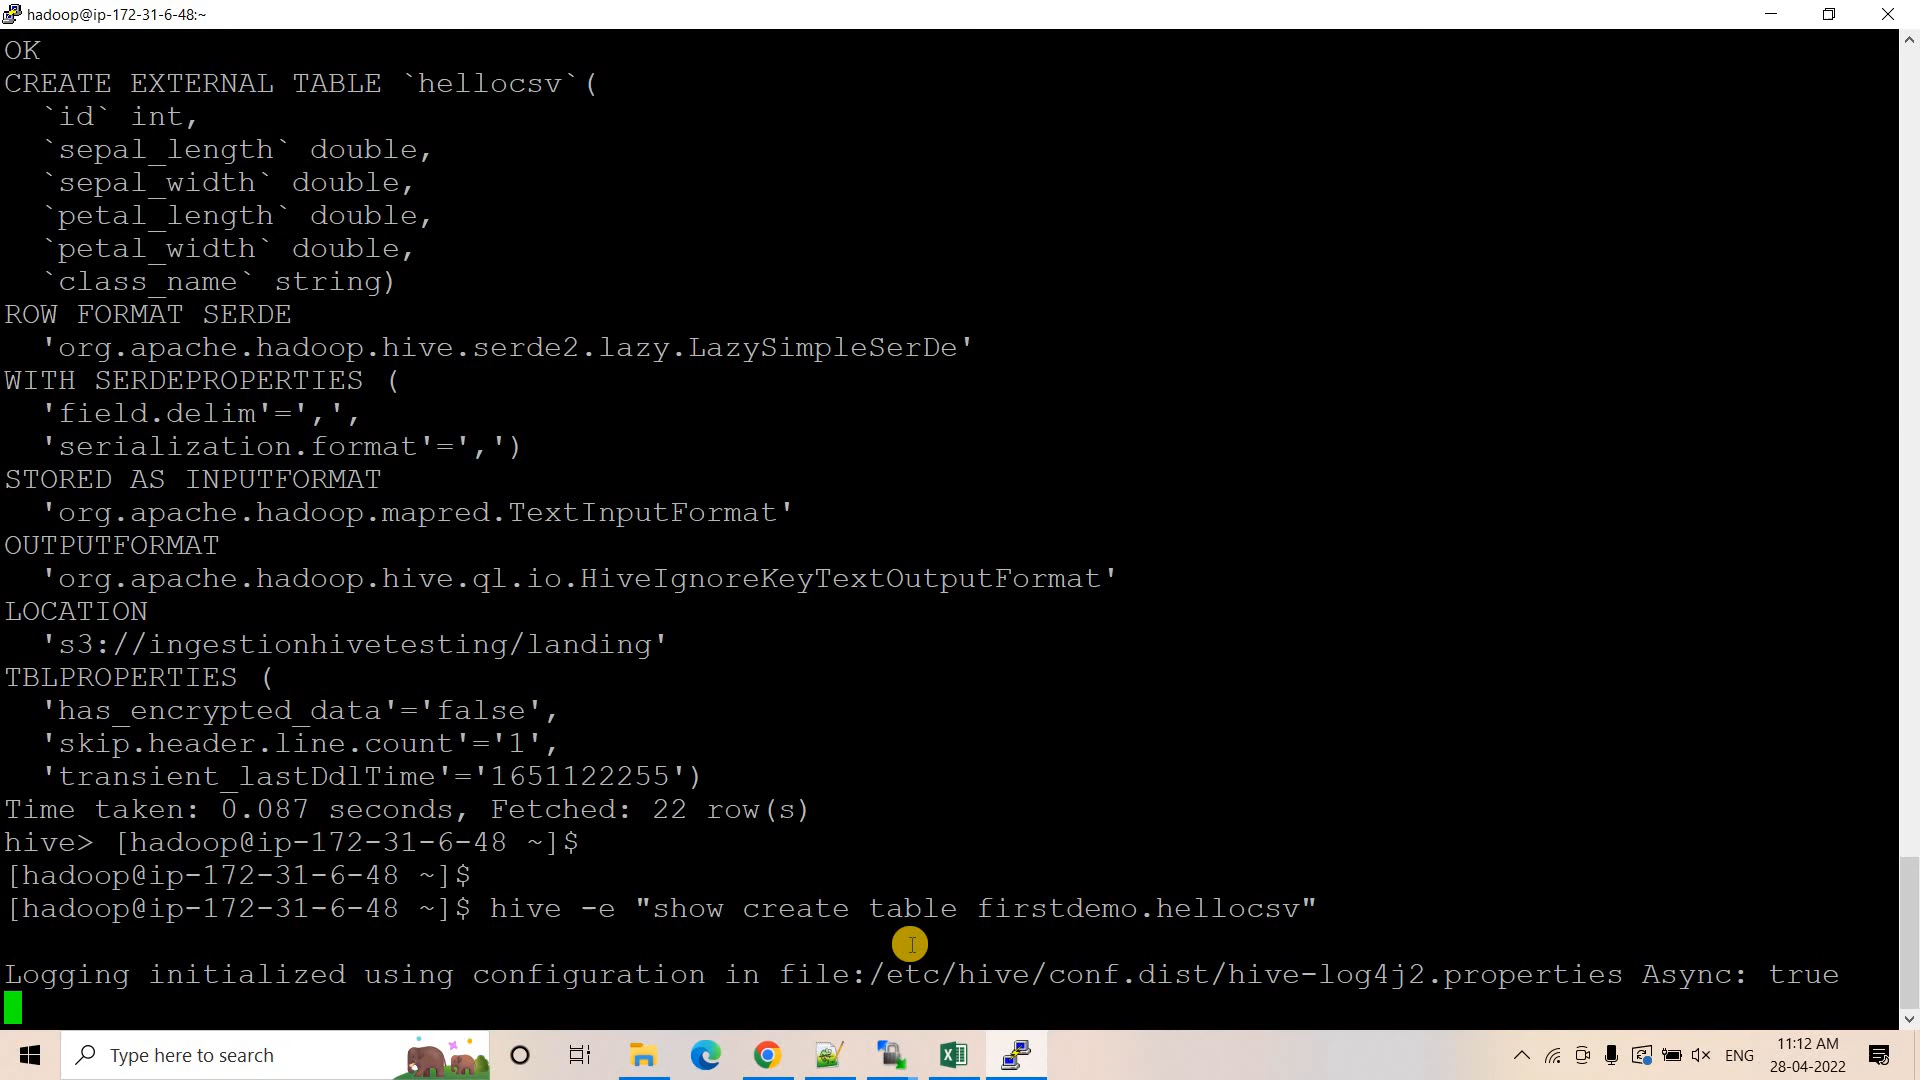 hadoop@ip-172-31-6-48:~
OK
CREATE EXTERNAL TABLE `hellocsv`(
  `id` int,
  `sepal_length` double,
  `sepal_width` double,
  `petal_length` double,
  `petal_width` double,
  `class_name` string)
ROW FORMAT SERDE
  'org.apache.hadoop.hive.serde2.lazy.LazySimpleSerDe'
WITH SERDEPROPERTIES (
  'field.delim'=',',
  'serialization.format'=',')
STORED AS INPUTFORMAT
  'org.apache.hadoop.mapred.TextInputFormat'
OUTPUTFORMAT
  'org.apache.hadoop.hive.ql.io.HiveIgnoreKeyTextOutputFormat'
LOCATION
  's3://ingestionhivetesting/landing'
TBLPROPERTIES (
  'has_encrypted_data'='false',
  'skip.header.line.count'='1',
  'transient_lastDdlTime'='1651122255')
Time taken: 0.087 seconds, Fetched: 22 row(s)
hive> [hadoop@ip-172-31-6-48 ~]$
[hadoop@ip-172-31-6-48 ~]$
[hadoop@ip-172-31-6-48 ~]$ hive -e "show create table firstdemo.hellocsv"
Logging initialized using configuration in file:/etc/hive/conf.dist/hive-log4j2.properties Async: true
Type here to search
ENG
11:12 AM
28-04-2022